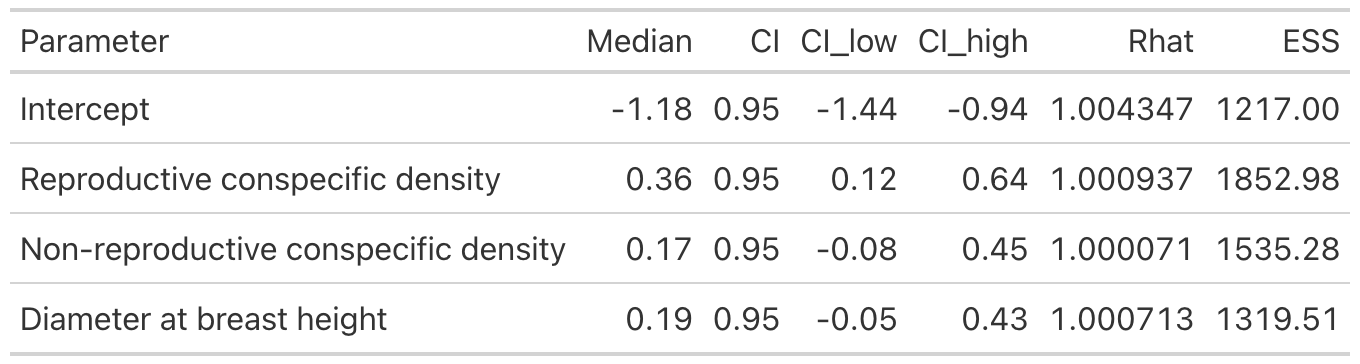 Parameter Median CI CI_low CI_high Rhat ESS
Intercept -1.18 0.95 -1.44 -0.94 1.004347 1217.00
Reproductive conspecific density 0.36 0.95 0.12 0.64 1.000937 1852.98
Non-reproductive conspecific density 0.17 0.95 -0.08 0.45 1.000071 1535.28
Diameter at breast height 0.19 0.95 -0.05 0.43 1.000713 1319.51